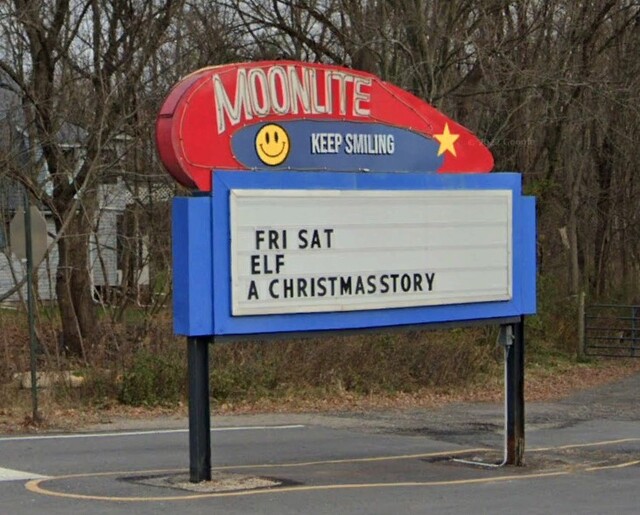 MOONLITE
KEEP SMILING
FRI SAT
ELF
A CHRISTMASSTORY